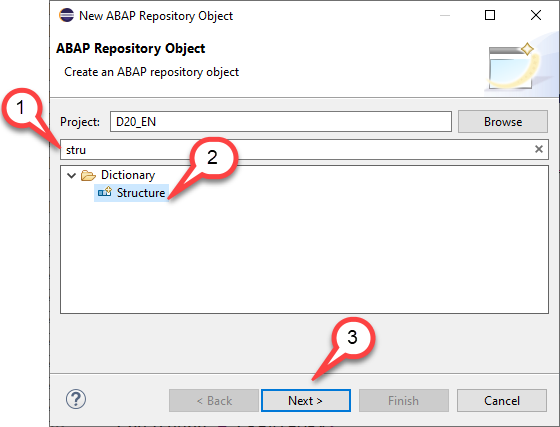 New ABAP Repository Object
ABAP Repository Object
Create an ABAP repository object
1
Project: D20_EN Browse
stru
2
Dictionary
Structure
3
? < Back Next > Finish Cancel